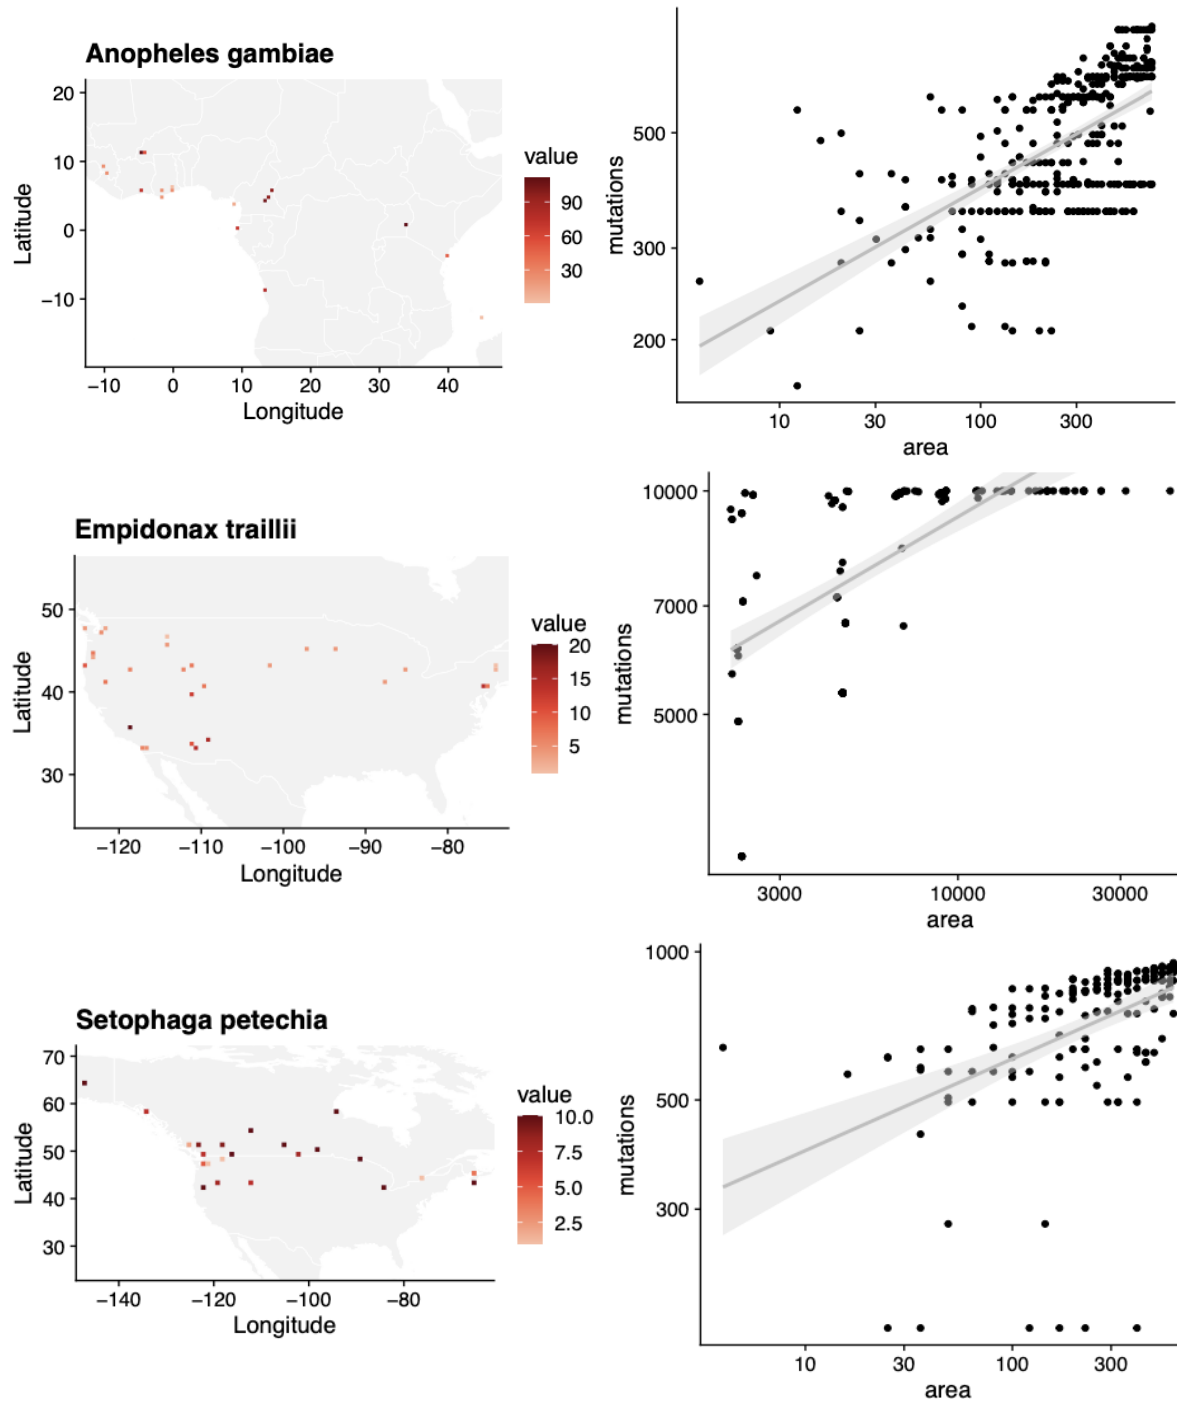 Anopheles gambiae
20
10
0
−10
Latitude
−10 0 10 20 30 40
Longitude
value
90
60
30
500
300
200
mutations
10 30 100 300
area
Empidonax traillii
50
40
30
Latitude
−120 −110 −100 −90 −80
Longitude
value
20
15
10
5
10000
7000
5000
mutations
3000 10000 30000
area
Setophaga petechia
70
60
50
40
30
Latitude
−140 −120 −100 −80
Longitude
value
10.0
7.5
5.0
2.5
1000
500
300
mutations
10 30 100 300
area